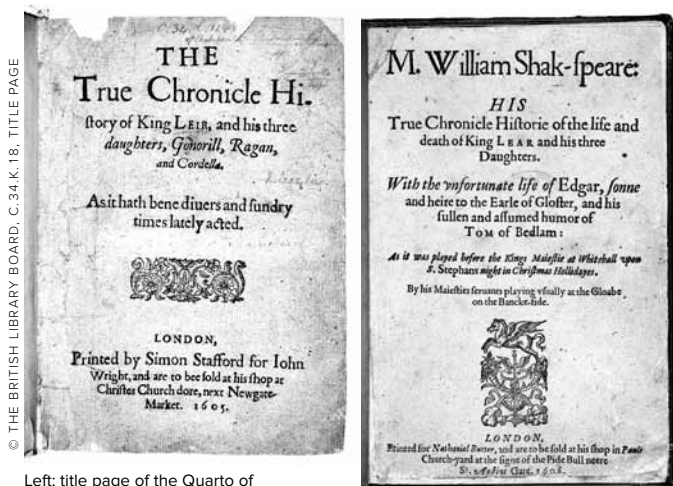 © THE BRITISH LIBRARY BOARD, C.34.K.18, TITLE PAGE
THE
True Chronicle Hi.
ſtory of King LEIR, and his three
daughters, Gonorill, Ragan,
and Cordella.
As it hath bene diuers and ſundry
times lately acted.
LONDON,
Printed by Simon Stafford for Iohn
Wright, and are to bee ſold at his ſhop at
Chriſtes Church dore, next Newgate-
Market. 1605.
M. William Shak-ſpeare:
HIS
True Chronicle Hiſtorie of the life and
death of King LEAR and his three
Daughters.
With the vnfortunate life of Edgar, ſonne
and heire to the Earle of Gloſter, and his
ſullen and aſſumed humor of
TOM of Bedlam:
As it was played before the Kings Maieſtie at Whitehall vpon
S. Stephans night in Chriſtmas Hollidayes.
By his Maieſties ſeruants playing vſually at the Gloabe
on the Bancke-ſide.
LONDON,
Printed for Nathaniel Butter, and are to be ſold at his ſhop in Pauls
Church-yard at the ſigne of the Pide Bull neere
St. Auſtins Gate. 1608.
Left: title page of the Quarto of